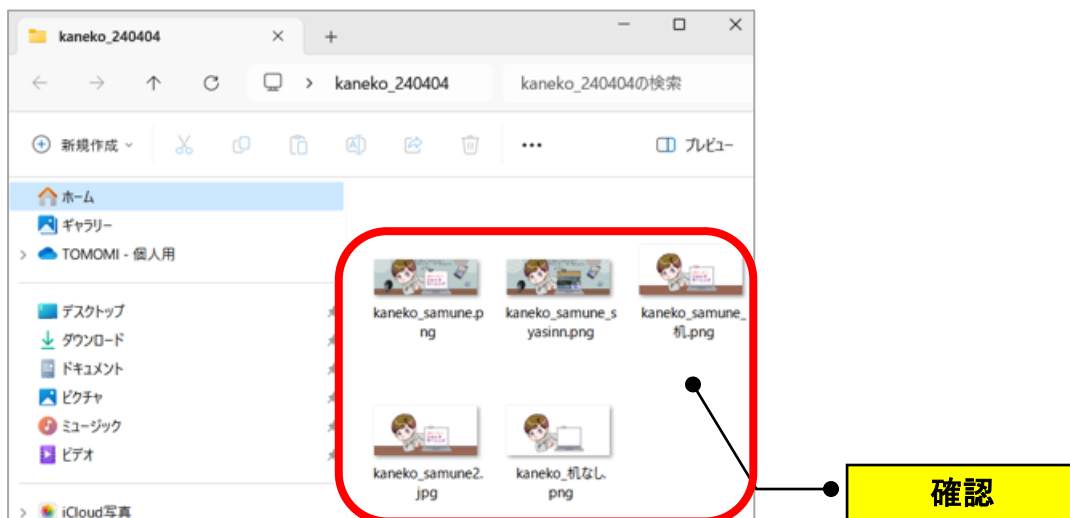 kaneko_240404
kaneko_240404
kaneko_240404の検索
新規作成
プレビュー
ホーム
ギャラリー
TOMOMI - 個人用
デスクトップ
ダウンロード
ドキュメント
ピクチャ
ミュージック
ビデオ
iCloud写真
kaneko_samune.p
ng
kaneko_samune_s
yasinn.png
kaneko_samune_
机.png
kaneko_samune2.
jpg
kaneko_机なし.
png
確認